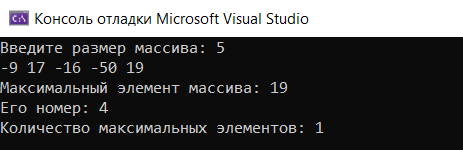 Консоль отладки Microsoft Visual Studio
Введите размер массива: 5
-9 17 -16 -50 19
Максимальный элемент массива: 19
Его номер: 4
Количество максимальных элементов: 1